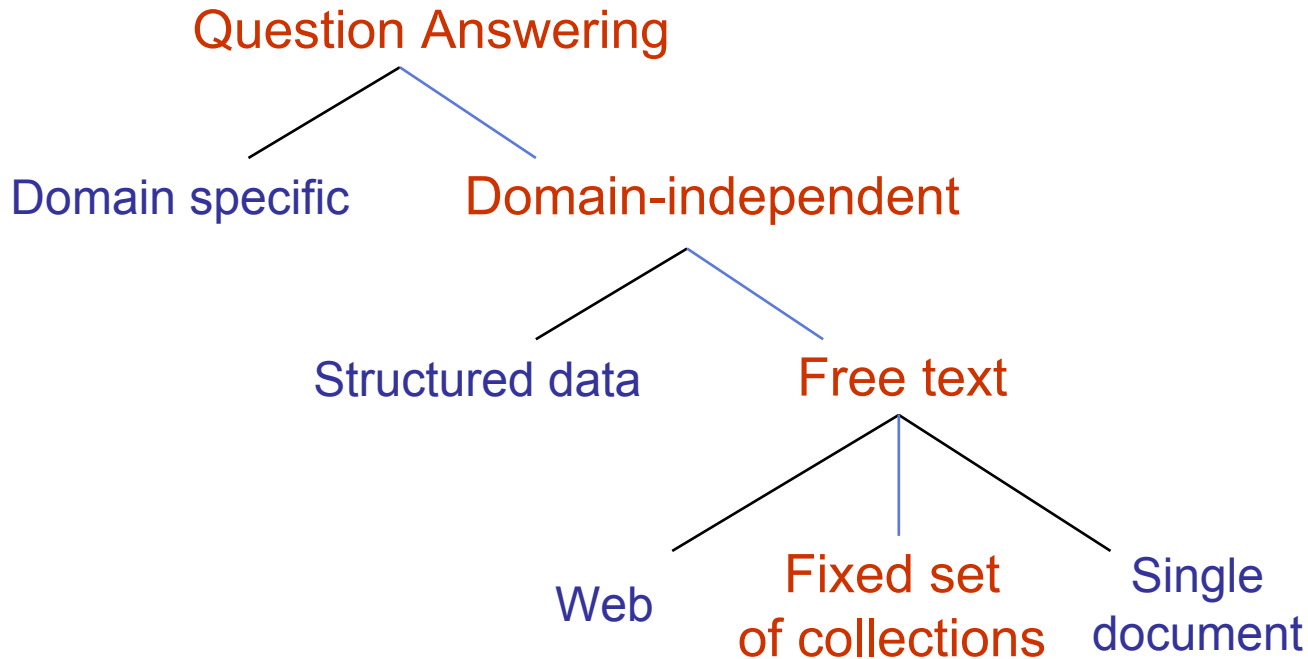 Question Answering
Domain specific
Domain-independent
Structured data
Free text
Web
Fixed set
of collections
Single
document